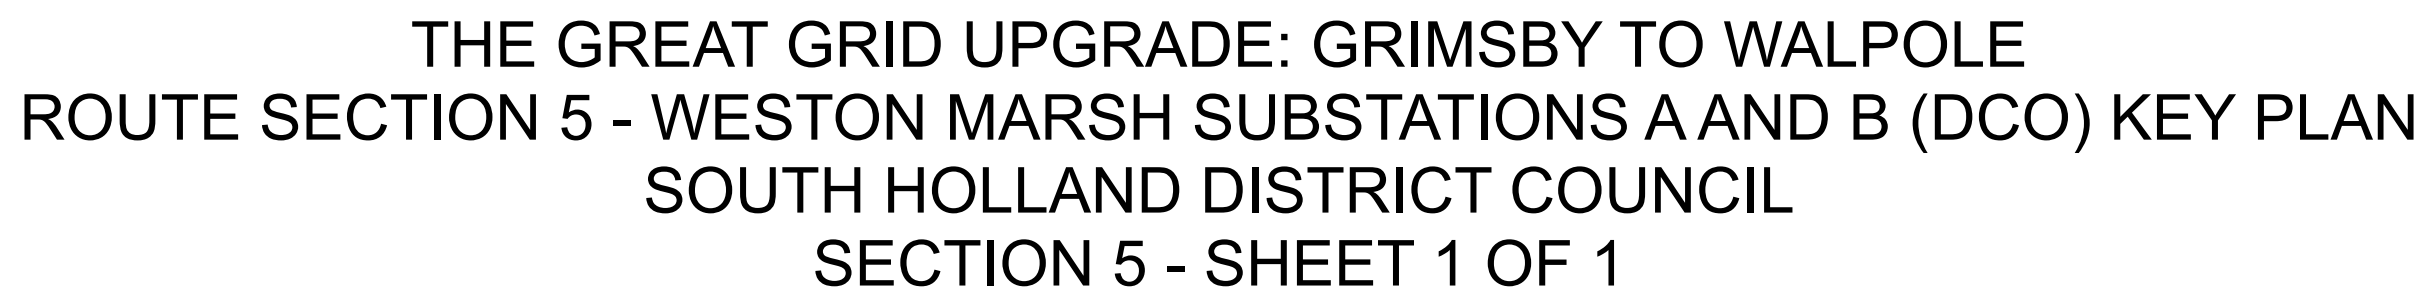 THE GREAT GRID UPGRADE: GRIMSBY TO WALPOLE
ROUTE SECTION 5 - WESTON MARSH SUBSTATIONS A AND B (DCO) KEY PLAN
SOUTH HOLLAND DISTRICT COUNCIL
SECTION 5 - SHEET 1 OF 1